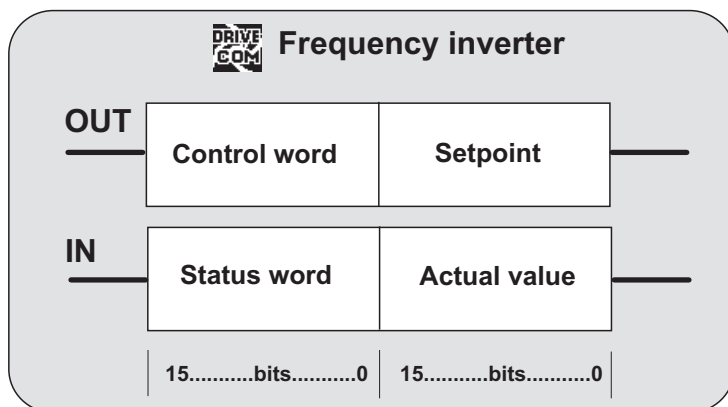 DRIVE
COM
Frequency inverter
OUT
Control word
Setpoint
IN
Status word
Actual value
15...........bits...........0
15...........bits...........0